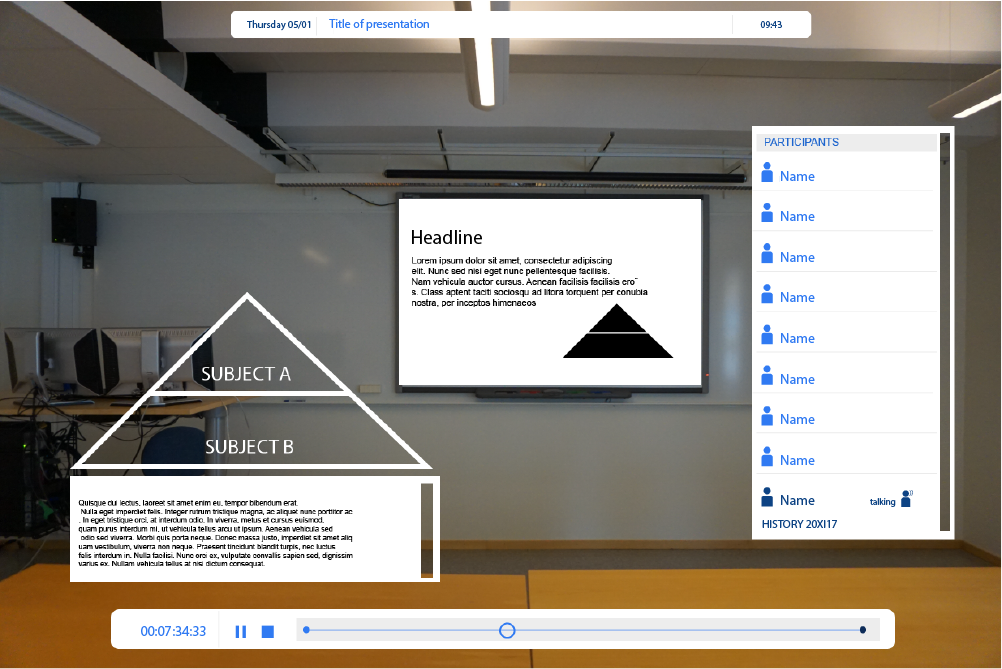 Thursday 05/01
Title of presentation
09:43
PARTICIPANTS
Name
Name
Name
Name
Name
Name
Name
Name
Name
talking
HISTORY 20XI17
Headline
Lorem ipsum dolor sit amet, consectetur adipiscing
elit. Nunc sed nisi eget nunc pellentesque facilisis.
Nam vehicula auctor cursus. Aenean facilisis facilisis ero
s. Class aptent taciti sociosqu ad litora torquent per conubia
nostra, per inceptos himenaeos
SUBJECT A
SUBJECT B
Quisque dui lectus, laoreet sit amet enim eu, tempor bibendum erat.
Nulla eget imperdiet felis. Integer rutrum tristique magna, ac aliquet nunc porttitor ac
. In eget tristique orci, at interdum odio. In viverra, metus et cursus euismod,
quam purus interdum mi, ut vehicula tellus arcu ut ipsum. Aenean vehicula sed
odio sed viverra. Morbi quis porta neque. Donec massa justo, imperdiet sit amet aliq
uam vestibulum, viverra non neque. Praesent tincidunt blandit turpis, nec luctus
felis interdum in. Nulla facilisi. Nunc orci ex, vulputate convallis sapien sed, dignissim
varius ex. Nullam vehicula tellus at nisi dictum consequat.
00:07:34:33